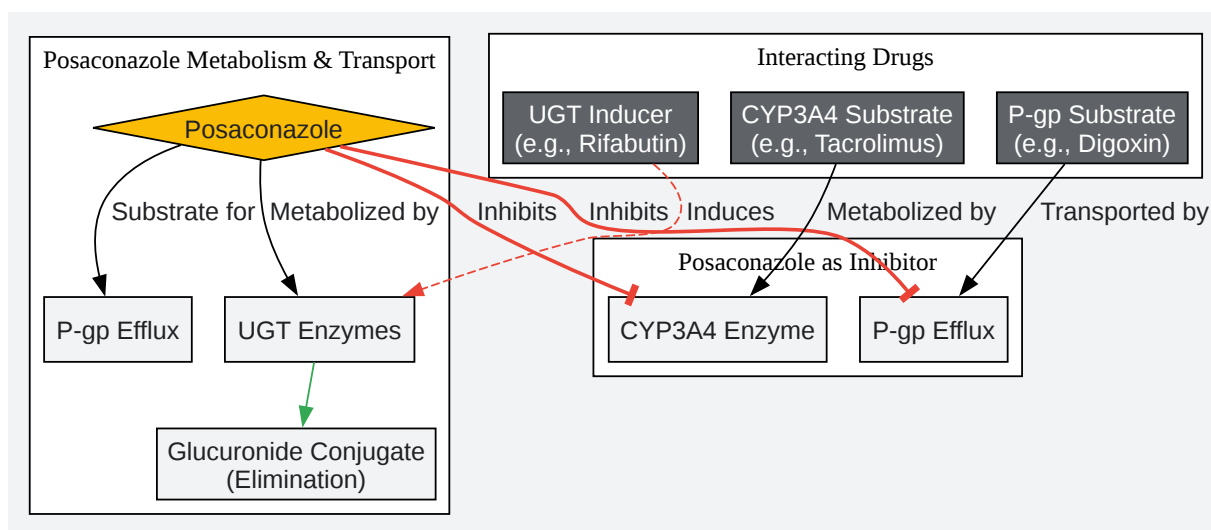 Posaconazole Metabolism & Transport
Posaconazole
Substrate for
Metabolized by
P-gp Efflux
UGT Enzymes
Glucuronide Conjugate
(Elimination)
Interacting Drugs
UGT Inducer
(e.g., Rifabutin)
CYP3A4 Substrate
(e.g., Tacrolimus)
P-gp Substrate
(e.g., Digoxin)
Inhibits
Inhibits
Induces
Metabolized by
Transported by
Posaconazole as Inhibitor
CYP3A4 Enzyme
P-gp Efflux